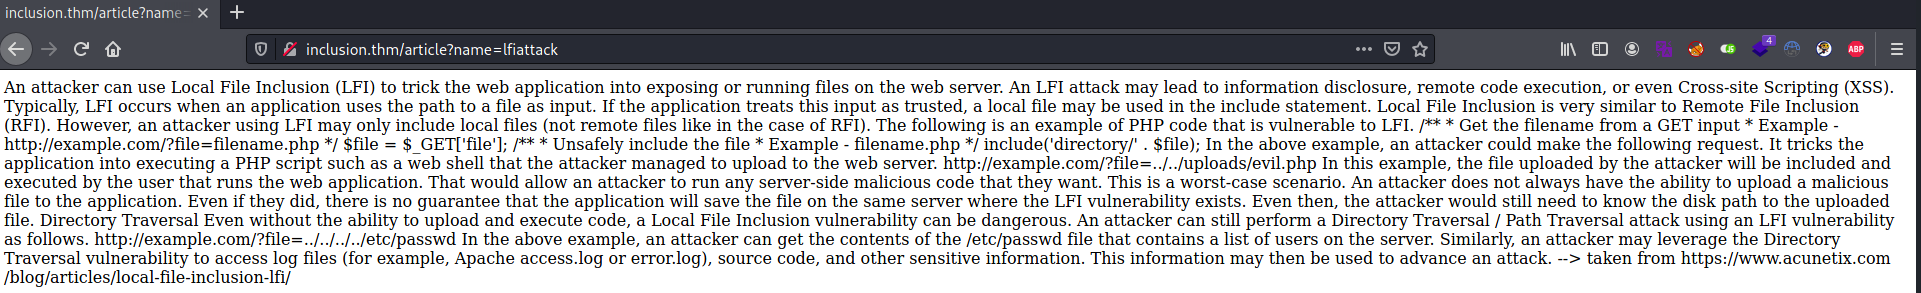 inclusion.thm/article?name=
inclusion.thm/article?name=lfiattack
4
ABP
An attacker can use Local File Inclusion (LFI) to trick the web application into exposing or running files on the web server. An LFI attack may lead to information disclosure, remote code execution, or even Cross-site Scripting (XSS).
Typically, LFI occurs when an application uses the path to a file as input. If the application treats this input as trusted, a local file may be used in the include statement. Local File Inclusion is very similar to Remote File Inclusion
(RFI). However, an attacker using LFI may only include local files (not remote files like in the case of RFI). The following is an example of PHP code that is vulnerable to LFI. /** * Get the filename from a GET input * Example -
http://example.com/?file=filename.php */ $file = $_GET['file']; /** * Unsafely include the file * Example - filename.php */ include('directory/' . $file); In the above example, an attacker could make the following request. It tricks the
application into executing a PHP script such as a web shell that the attacker managed to upload to the web server. http://example.com/?file=../../uploads/evil.php In this example, the file uploaded by the attacker will be included and
executed by the user that runs the web application. That would allow an attacker to run any server-side malicious code that they want. This is a worst-case scenario. An attacker does not always have the ability to upload a malicious
file to the application. Even if they did, there is no guarantee that the application will save the file on the same server where the LFI vulnerability exists. Even then, the attacker would still need to know the disk path to the uploaded
file. Directory Traversal Even without the ability to upload and execute code, a Local File Inclusion vulnerability can be dangerous. An attacker can still perform a Directory Traversal / Path Traversal attack using an LFI vulnerability
as follows. http://example.com/?file=../../../../etc/passwd In the above example, an attacker can get the contents of the /etc/passwd file that contains a list of users on the server. Similarly, an attacker may leverage the Directory
Traversal vulnerability to access log files (for example, Apache access.log or error.log), source code, and other sensitive information. This information may then be used to advance an attack. --> taken from https://www.acunetix.com
/blog/articles/local-file-inclusion-lfi/